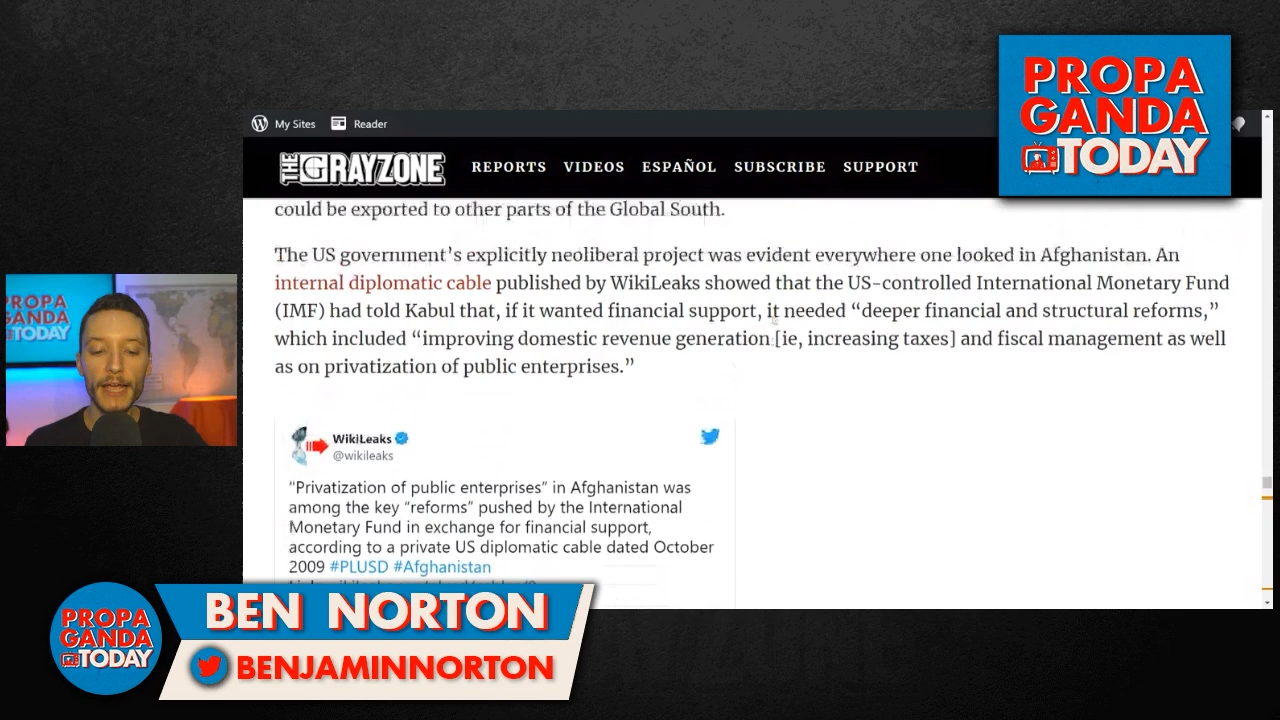 PROPA
GANDA
TODAY
My Sites Reader
THE GRAYZONE
REPORTS VIDEOS ESPAÑOL SUBSCRIBE SUPPORT
could be exported to other parts of the Global South.
The US government’s explicitly neoliberal project was evident everywhere one looked in Afghanistan. An
internal diplomatic cable published by WikiLeaks showed that the US-controlled International Monetary Fund
(IMF) had told Kabul that, if it wanted financial support, it needed “deeper financial and structural reforms,”
which included “improving domestic revenue generation [ie, increasing taxes] and fiscal management as well
as on privatization of public enterprises.”
WikiLeaks
@wikileaks
“Privatization of public enterprises” in Afghanistan was
among the key “reforms” pushed by the International
Monetary Fund in exchange for financial support,
according to a private US diplomatic cable dated October
2009 #PLUSD #Afghanistan
PROPA
GANDA
TODAY
PROPA
GANDA
TODAY
BEN NORTON
BENJAMINNORTON